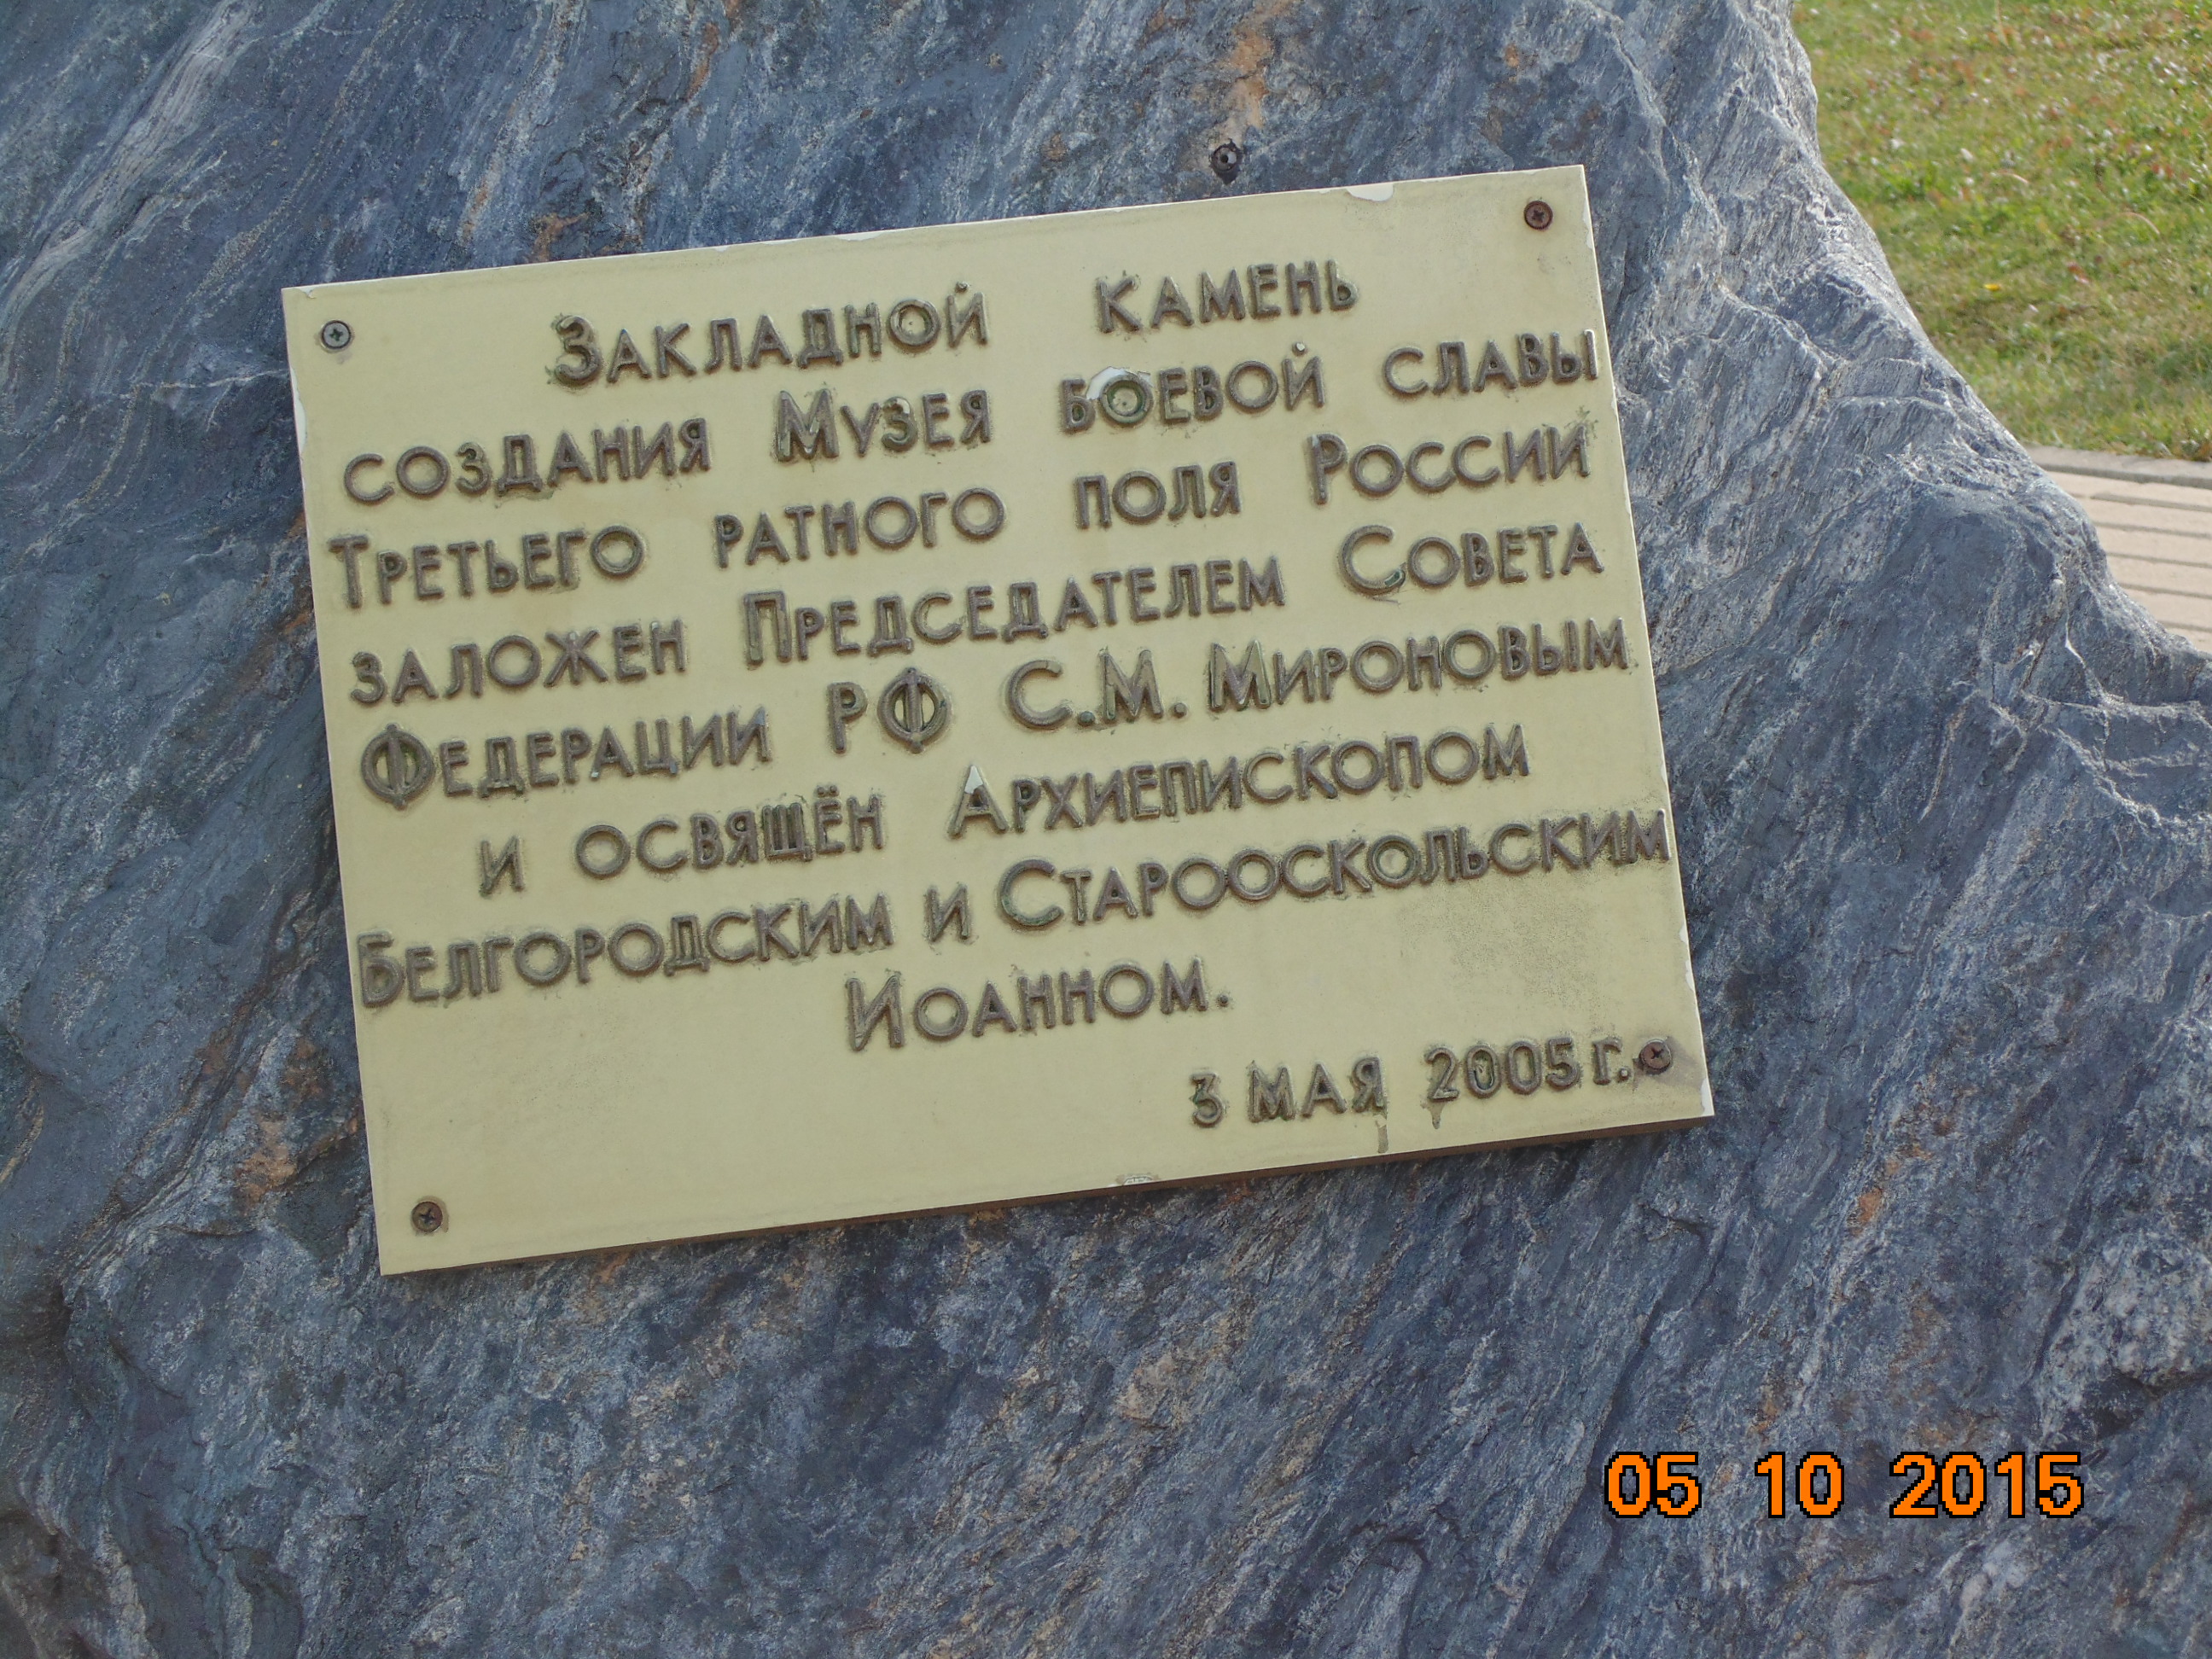 Закладной камень
создания Музея боевой славы
Третьего ратного поля России
заложен Председателем Совета
Федерации РФ С.М. Мироновым
и освящён Архиепископом
Белгородским и Старооскольским
Иоанном.
3 мая 2005 г.
05 10 2015